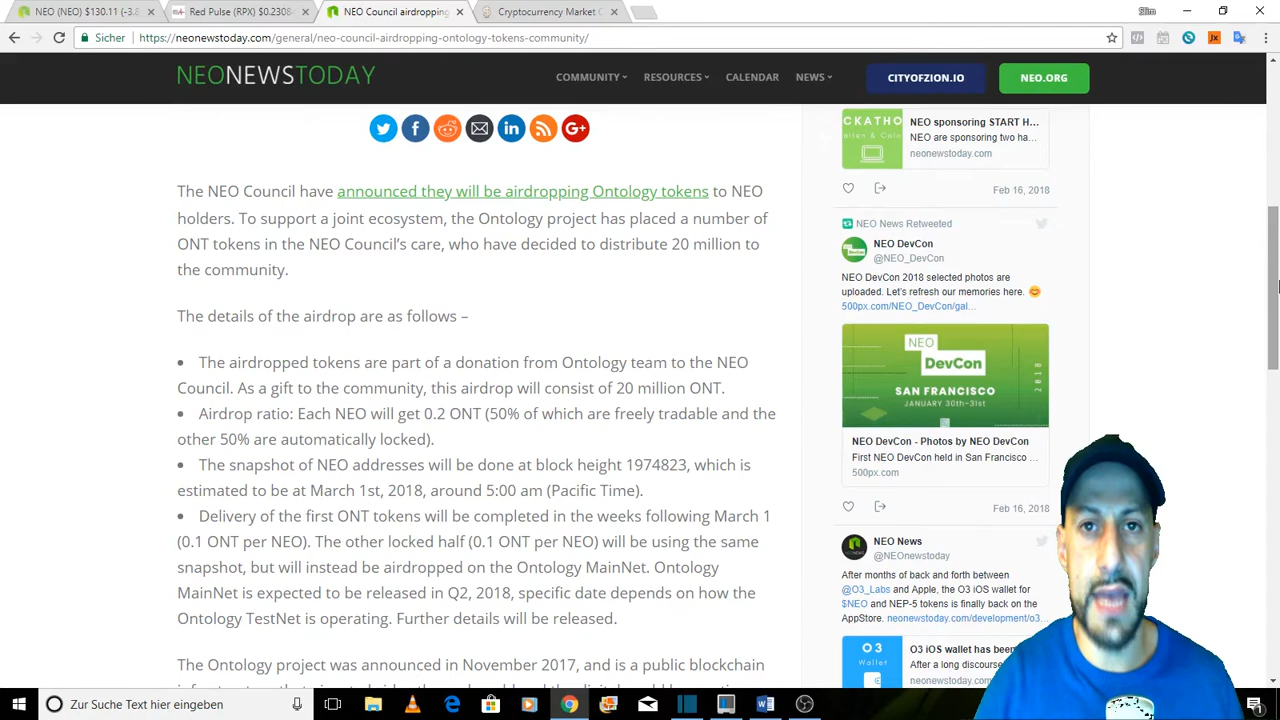 NEO (NEO) $130.11 (-3.8
Red Pulse (RPX) $0.2308
NEO Council airdropping
Cryptocurrency Market C
Slim
Sicher
https://neonewstoday.com/general/neo-council-airdropping-ontology-tokens-community/
NEONEWSTODAY
COMMUNITY
RESOURCES
CALENDAR
NEWS
CITYOFZION.IO
NEO.ORG
The NEO Council have announced they will be airdropping Ontology tokens to NEO
holders. To support a joint ecosystem, the Ontology project has placed a number of
ONT tokens in the NEO Council's care, who have decided to distribute 20 million to
the community.
The details of the airdrop are as follows –
• The airdropped tokens are part of a donation from Ontology team to the NEO
Council. As a gift to the community, this airdrop will consist of 20 million ONT.
• Airdrop ratio: Each NEO will get 0.2 ONT (50% of which are freely tradable and the
other 50% are automatically locked).
• The snapshot of NEO addresses will be done at block height 1974823, which is
estimated to be at March 1st, 2018, around 5:00 am (Pacific Time).
• Delivery of the first ONT tokens will be completed in the weeks following March 1
(0.1 ONT per NEO). The other locked half (0.1 ONT per NEO) will be using the same
snapshot, but will instead be airdropped on the Ontology MainNet. Ontology
MainNet is expected to be released in Q2, 2018, specific date depends on how the
Ontology TestNet is operating. Further details will be released.
The Ontology project was announced in November 2017, and is a public blockchain
CKATHO
NEO sponsoring START H...
NEO are sponsoring two ha...
neonewstoday.com
Feb 16, 2018
NEO News Retweeted
NEO DevCon
@NEO_DevCon
NEO DevCon 2018 selected photos are
uploaded. Let's refresh our memories here.
500px.com/NEO_DevCon/gal...
NEO
DevCon
SAN FRANCISCO
JANUARY 30TH-31ST
2018
NEO DevCon - Photos by NEO DevCon
First NEO DevCon held in San Francisco ...
500px.com
Feb 16, 2018
NEO News
@NEOnewstoday
After months of back and forth between
@O3_Labs and Apple, the O3 iOS wallet for
$NEO and NEP-5 tokens is finally back on the
AppStore. neonewstoday.com/development/o3...
O3
Wallet
O3 iOS wallet has been
After a long discourse
neonewstoday.com
Zur Suche Text hier eingeben